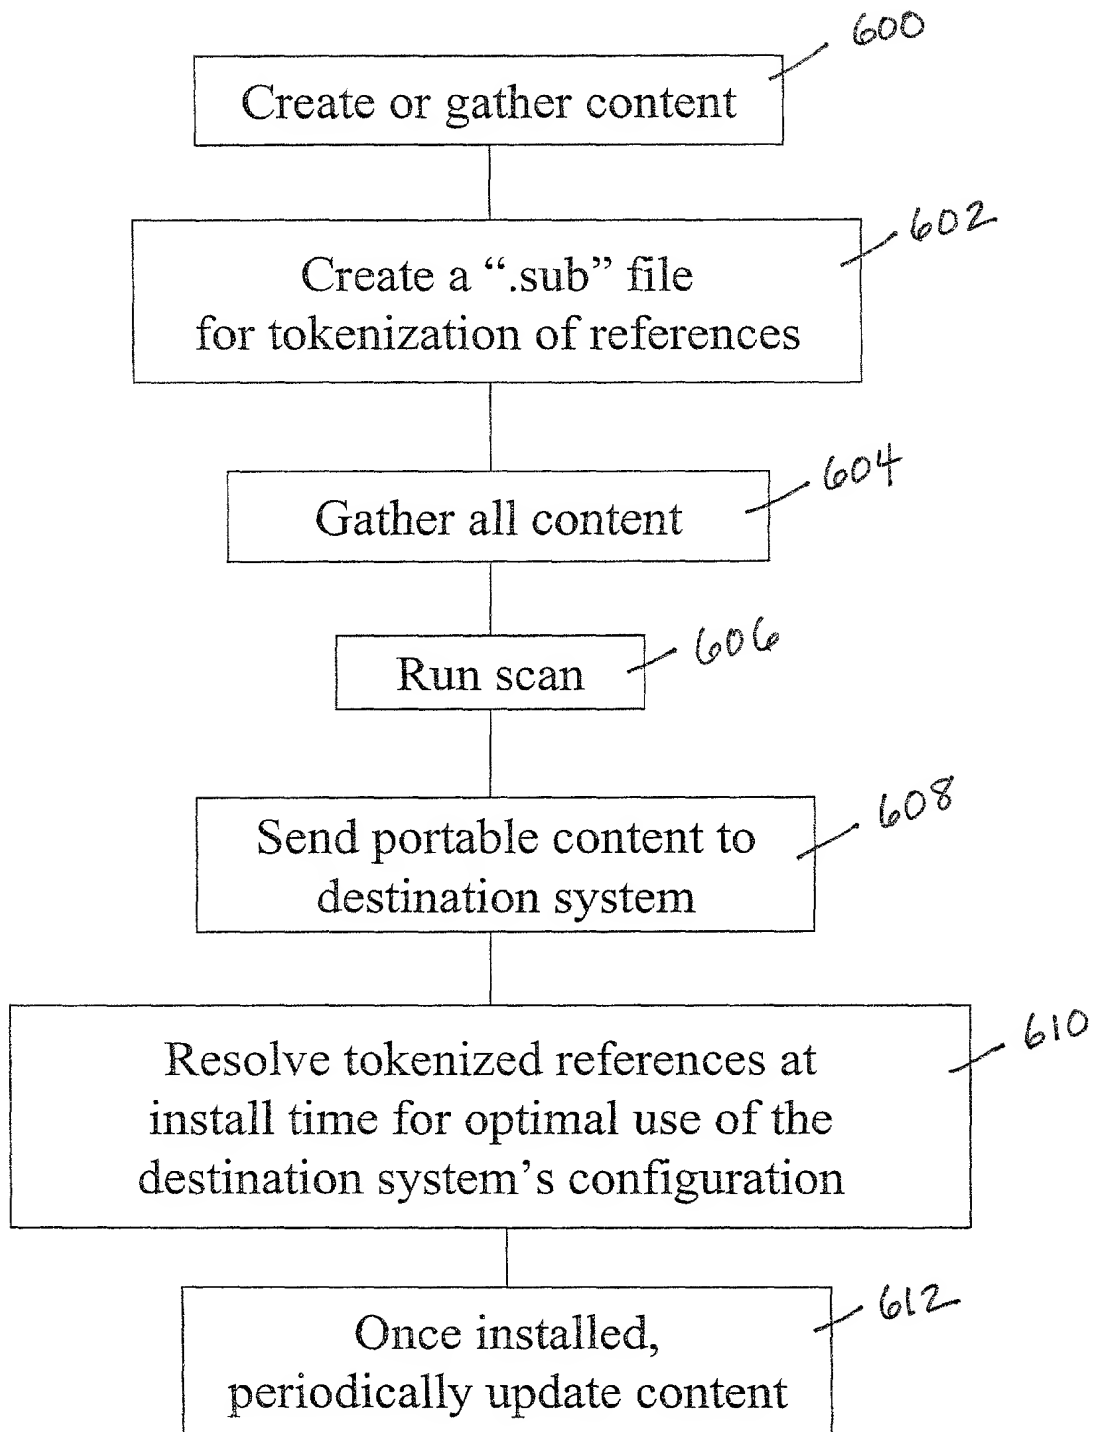 600
Create or gather content
602
Create a “.sub” file
for tokenization of references
604
Gather all content
606
Run scan
608
Send portable content to
destination system
610
Resolve tokenized references at
install time for optimal use of the
destination system’s configuration
612
Once installed,
periodically update content